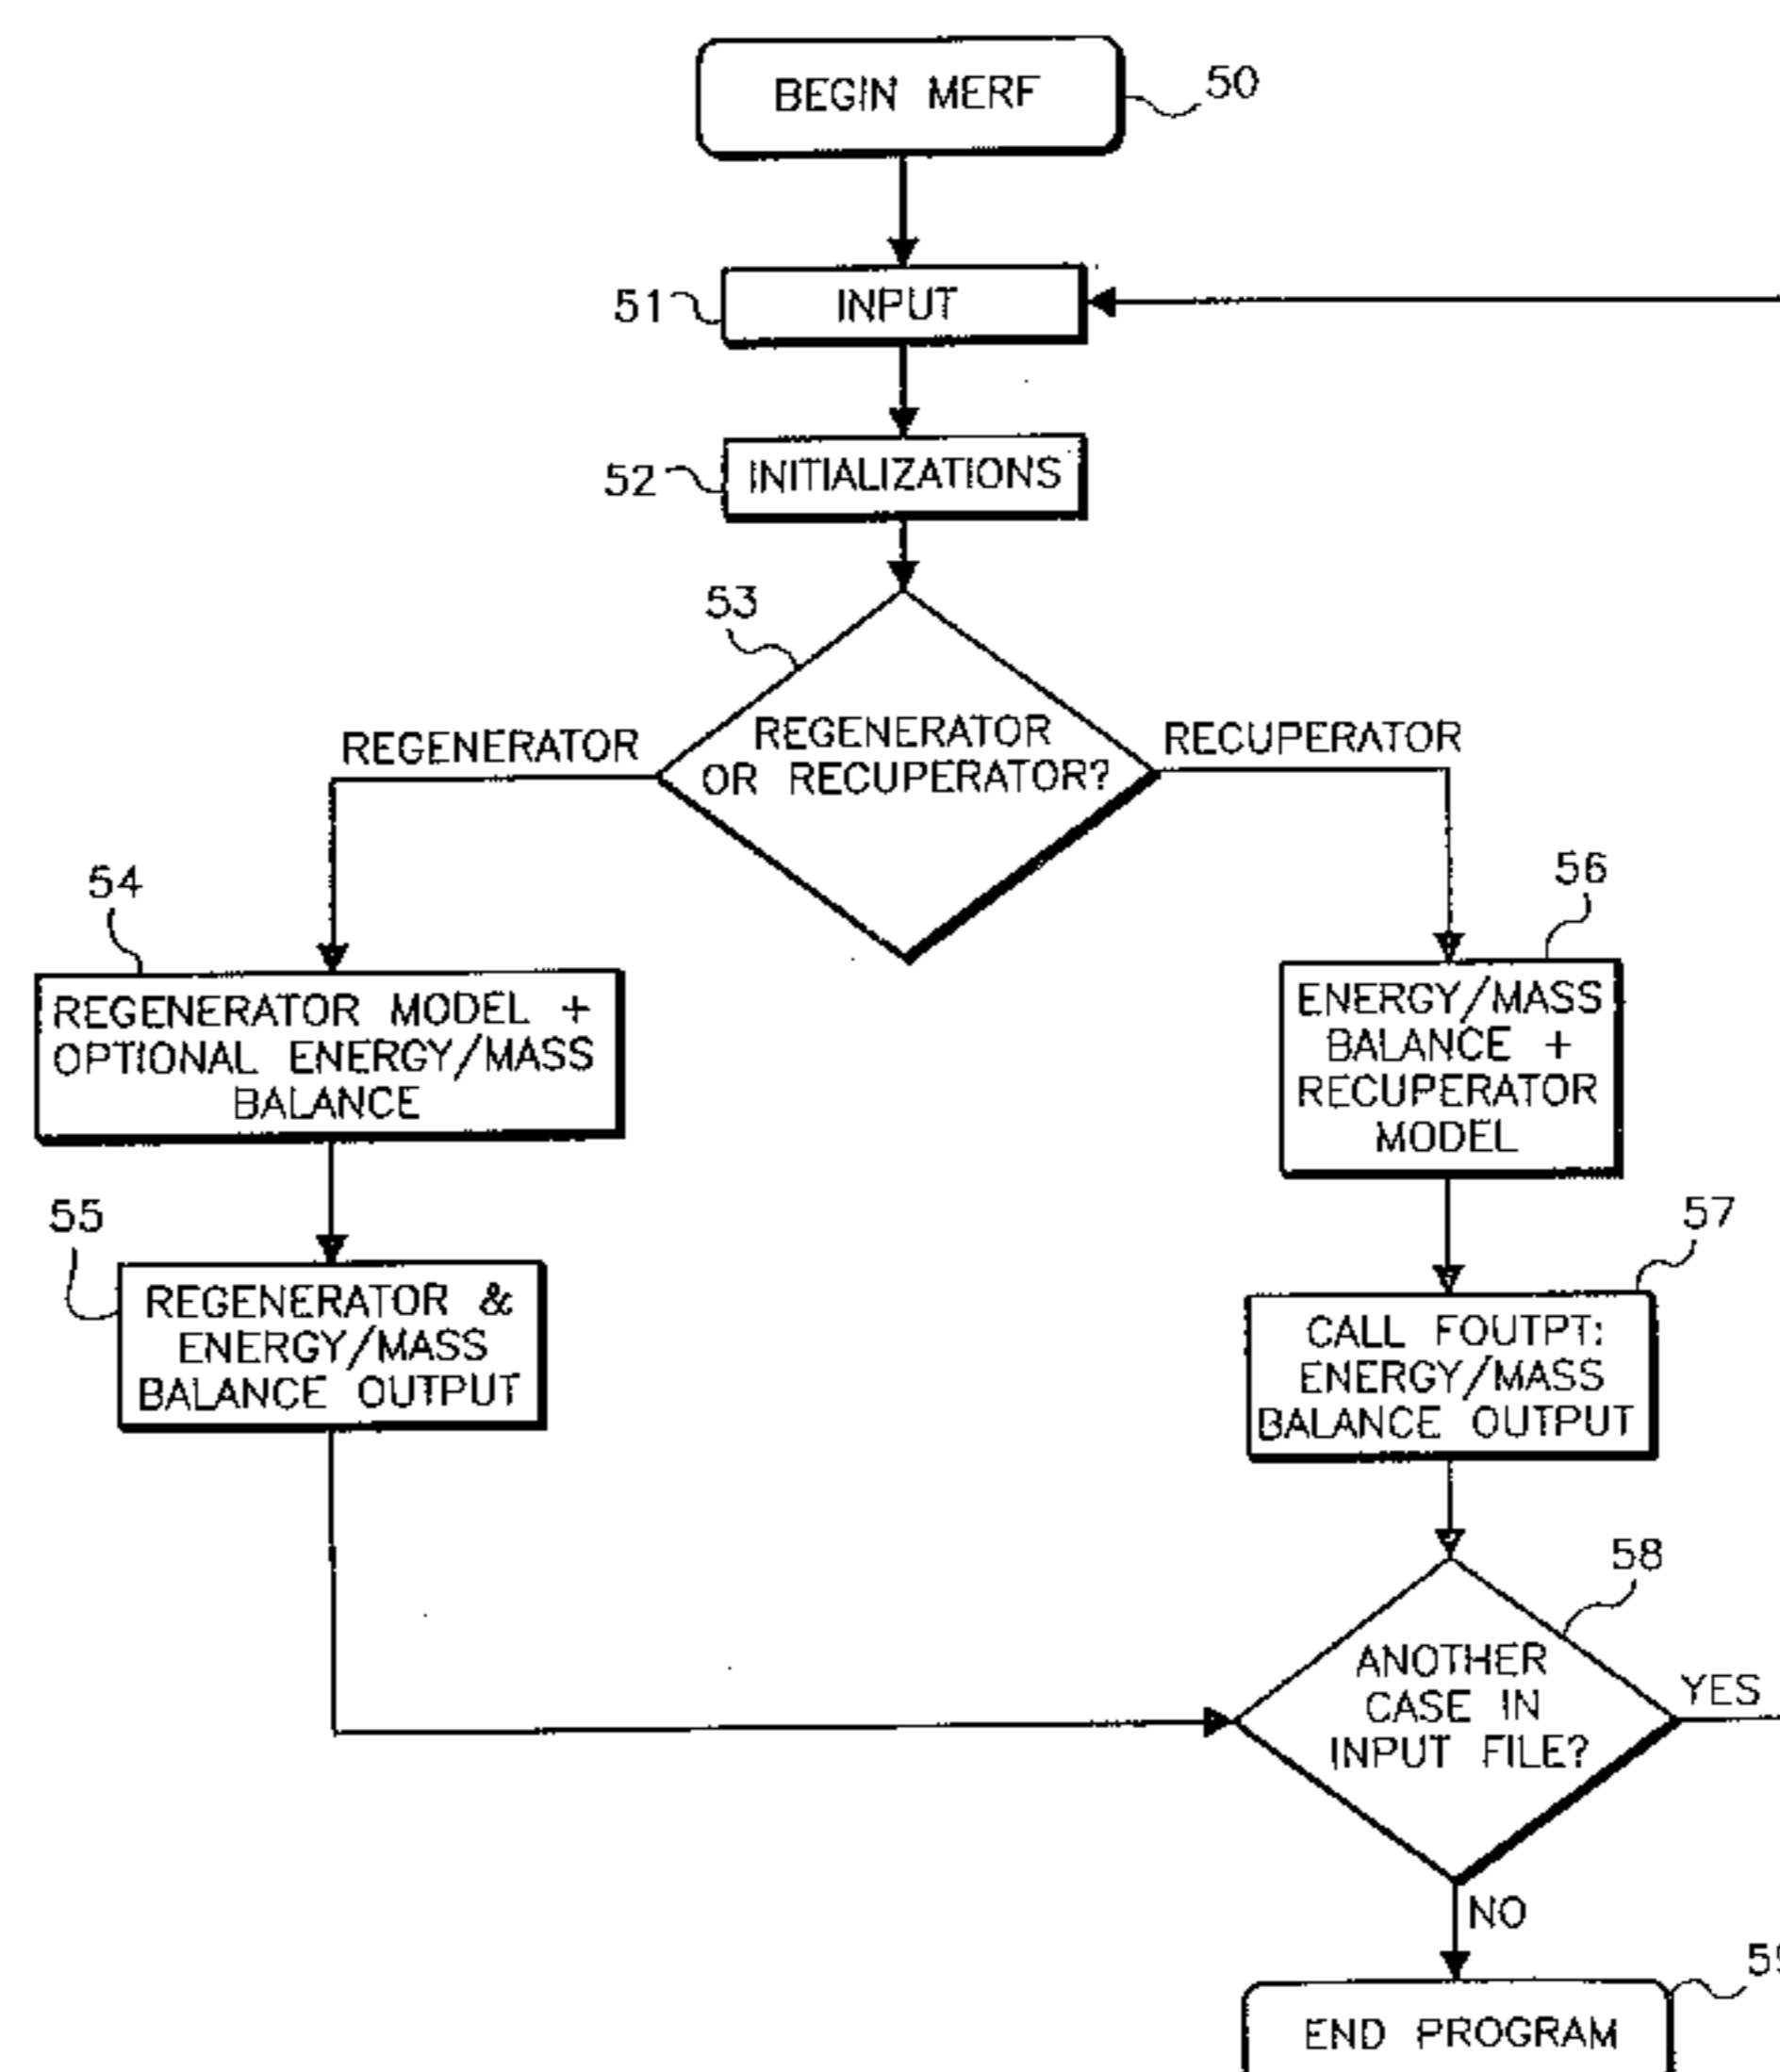 BEGIN MERF
50
51
INPUT
52
INITIALIZATIONS
53
REGENERATOR
OR RECUPERATOR?
REGENERATOR
RECUPERATOR
54
REGENERATOR MODEL +
OPTIONAL ENERGY/MASS
BALANCE
56
ENERGY/MASS
BALANCE +
RECUPERATOR
MODEL
55
REGENERATOR &
ENERGY/MASS
BALANCE OUTPUT
57
CALL FOUTPT:
ENERGY/MASS
BALANCE OUTPUT
58
ANOTHER
CASE IN
INPUT FILE?
YES
NO
59
END PROGRAM